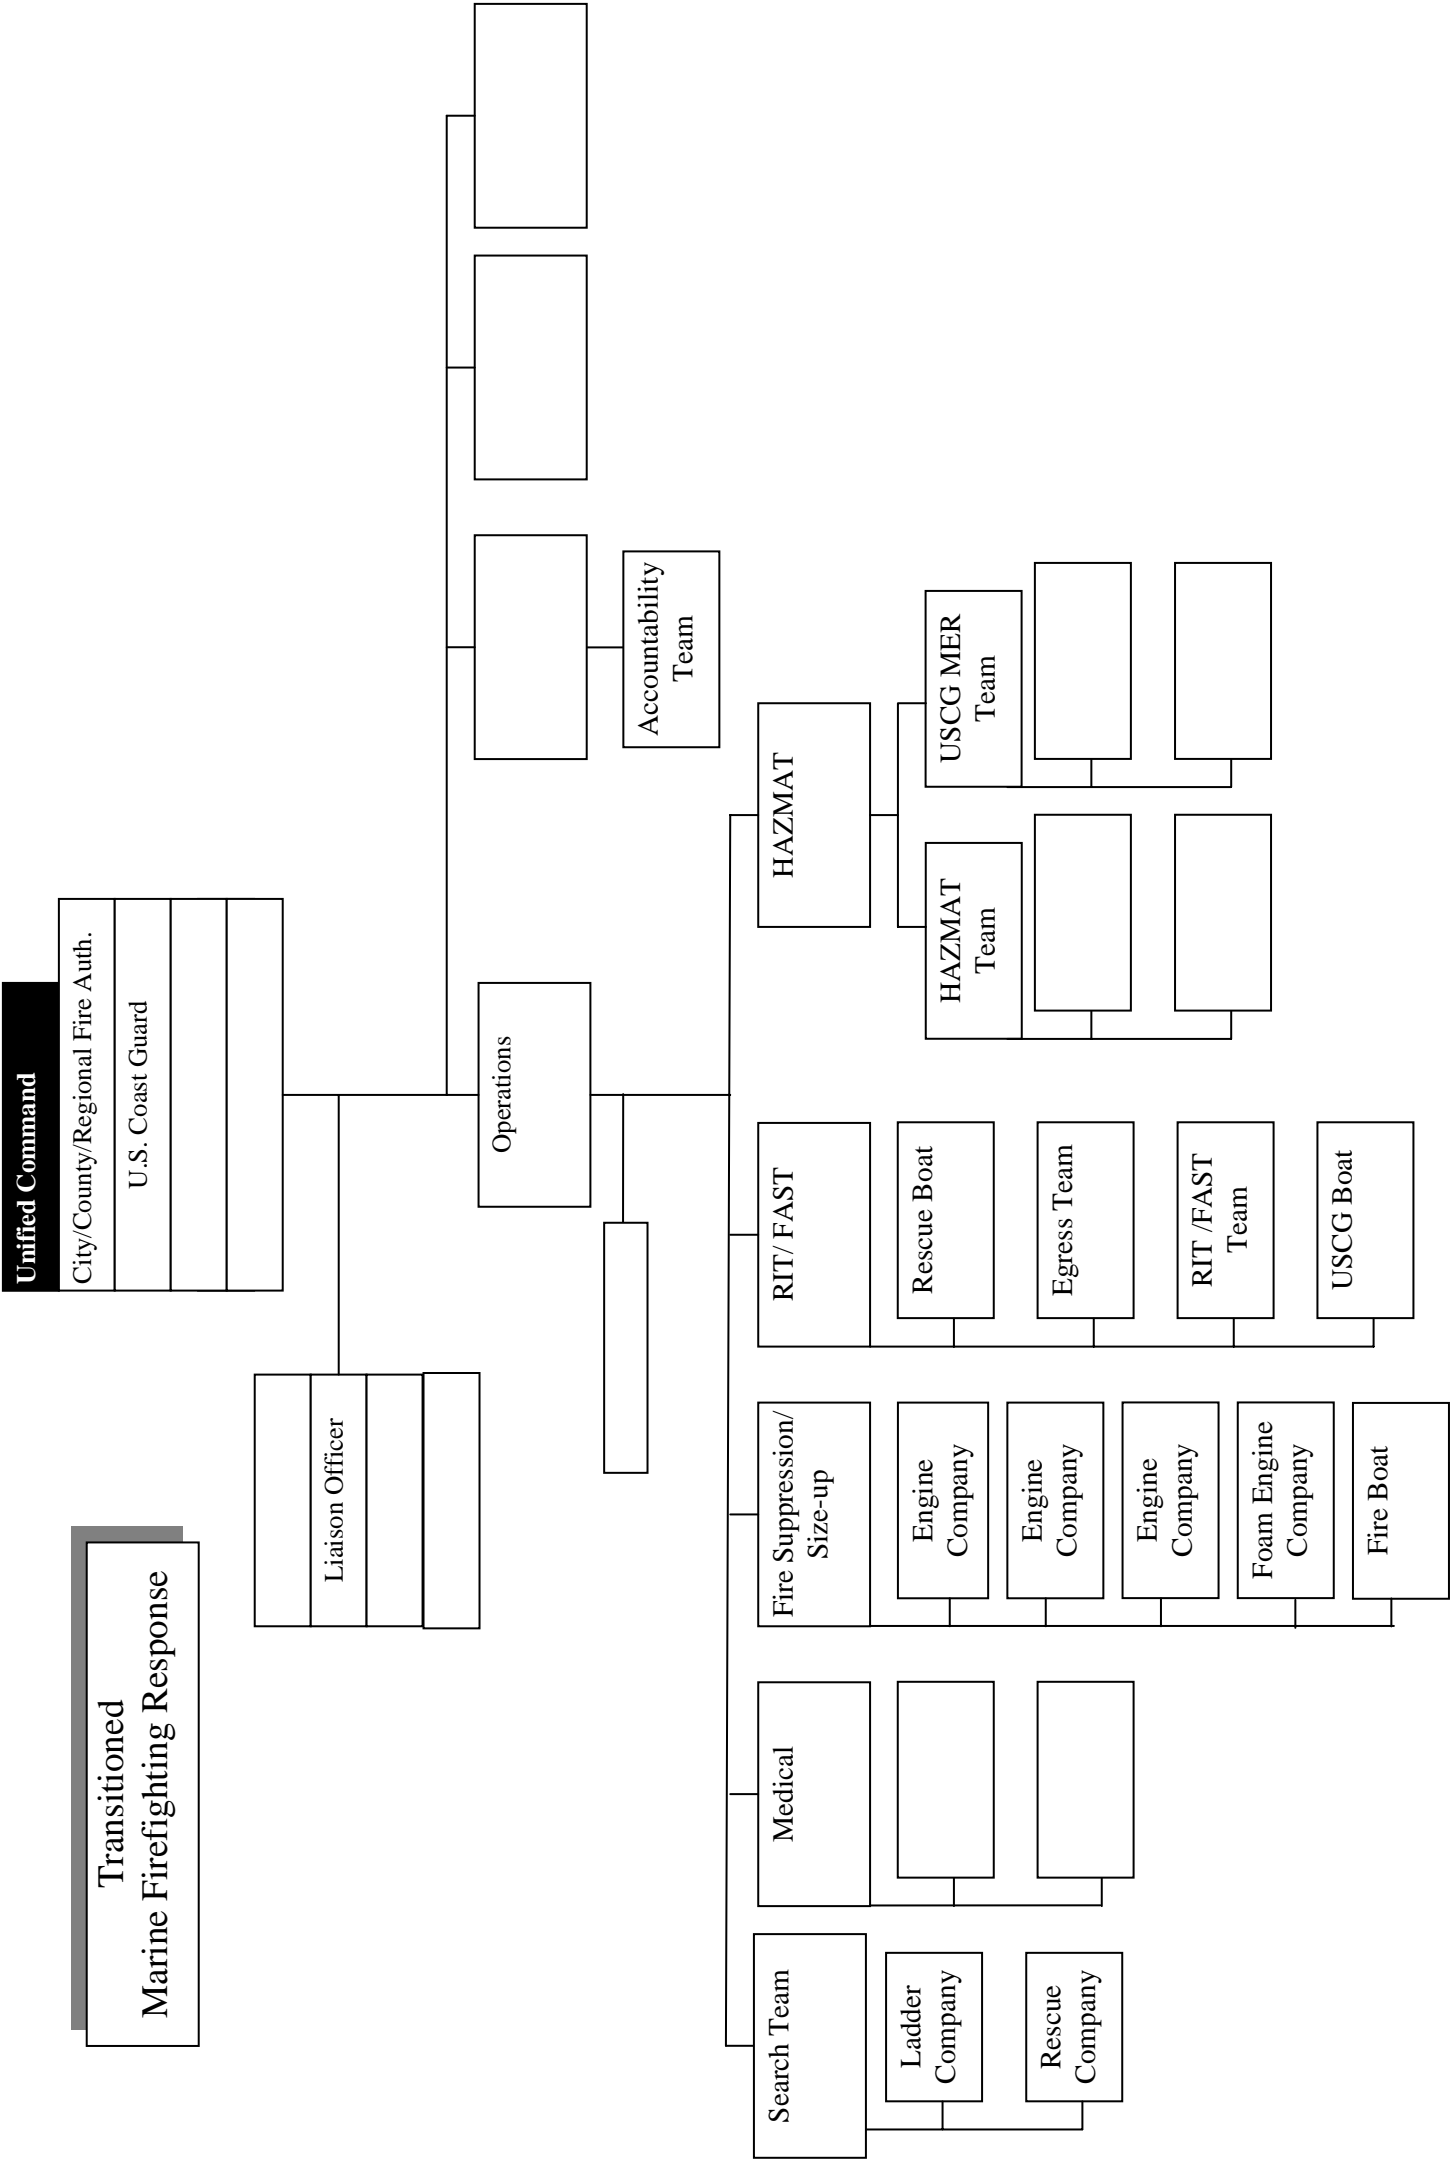 Transitioned
Marine Firefighting Response
Unified Command
City/County/Regional Fire Auth.
U.S. Coast Guard
Liaison Officer
Operations
Accountability
Team
Search Team
Ladder
Company
Rescue
Company
Medical
Fire Suppression/
Size-up
Engine
Company
Engine
Company
Engine
Company
Foam Engine
Company
Fire Boat
RIT/ FAST
Rescue Boat
Egress Team
RIT /FAST
Team
USCG Boat
HAZMAT
HAZMAT
Team
USCG MER
Team